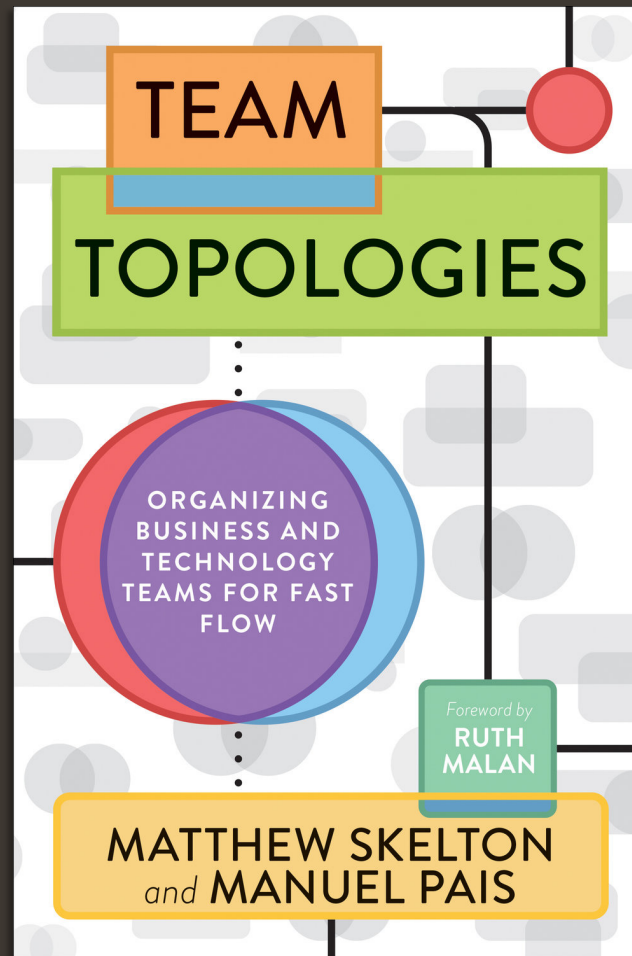 TEAM
TOPOLOGIES
ORGANIZING
BUSINESS AND
TECHNOLOGY
TEAMS FOR FAST
FLOW
Foreword by
RUTH
MALAN
MATTHEW SKELTON
and MANUEL PAIS